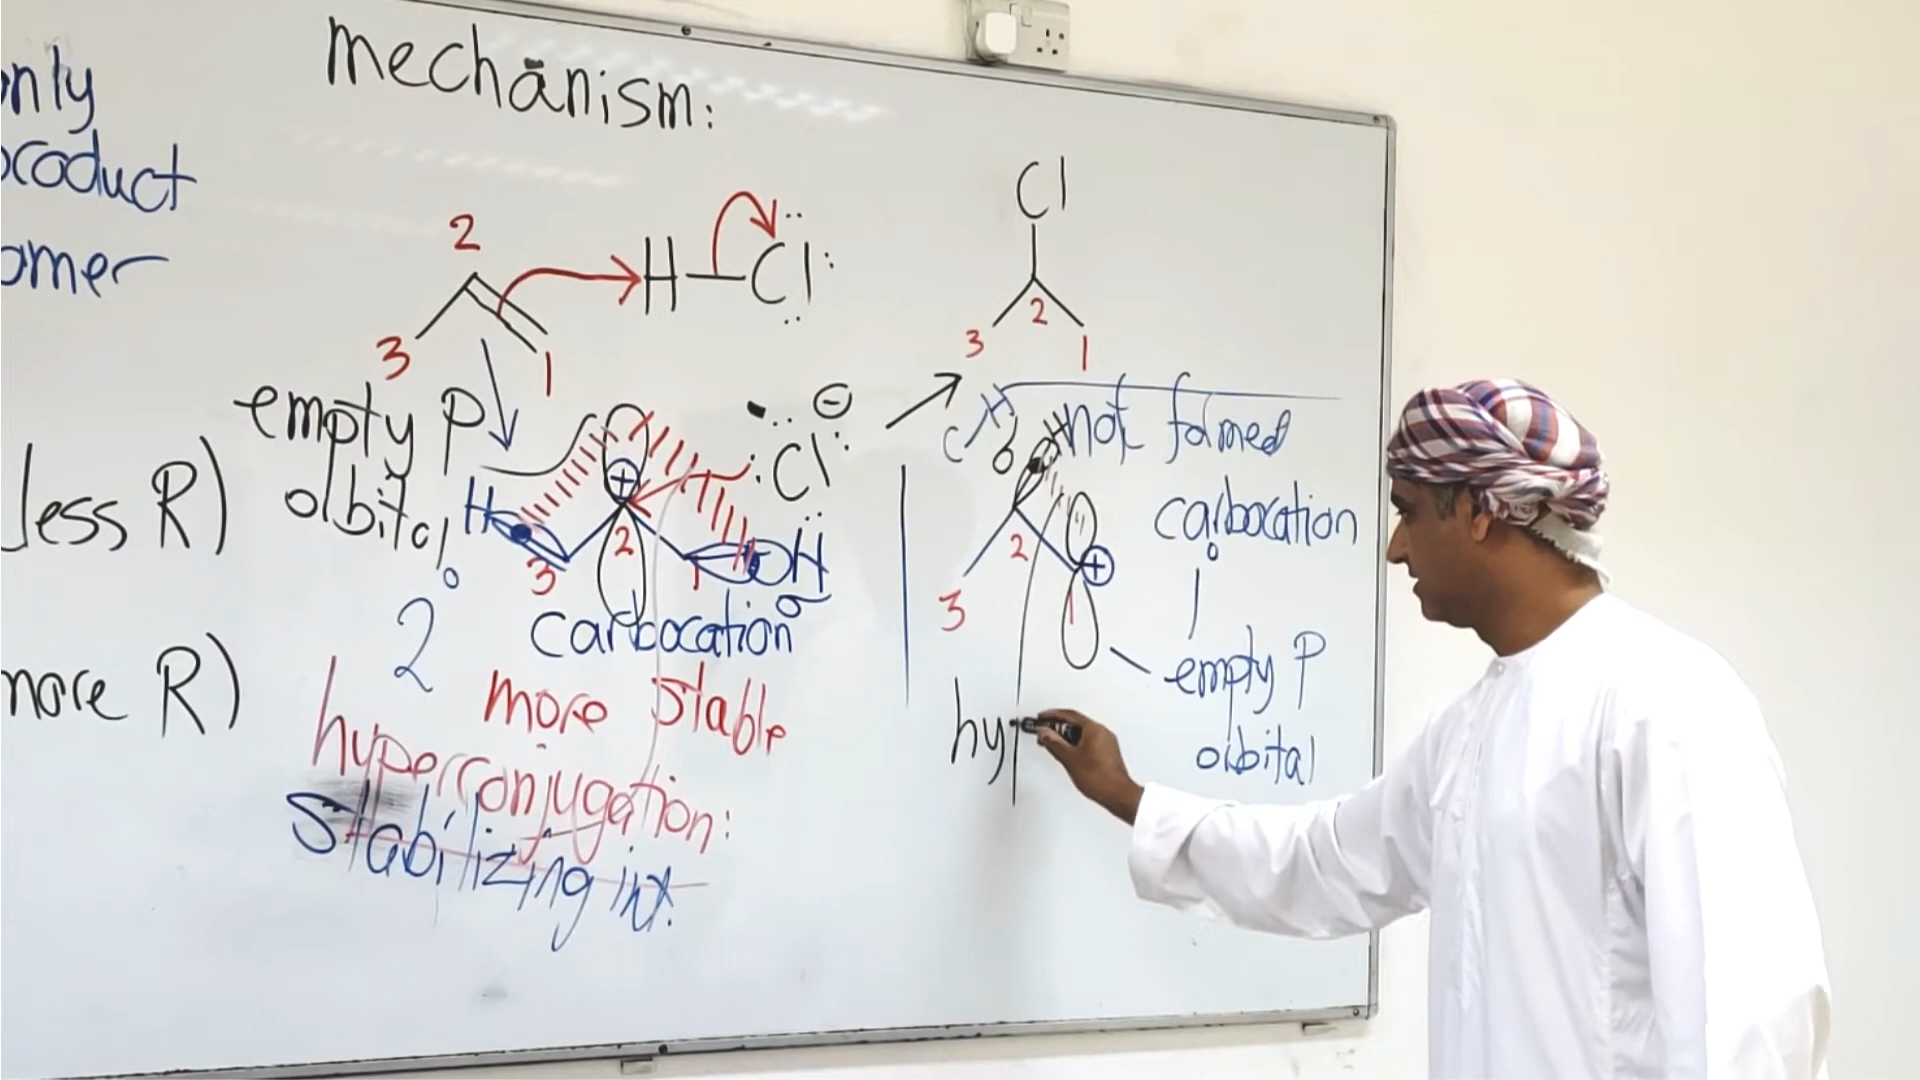 only
product
omer
less R)
more R)
mechanism:
2
3
1
H—Cl
empty P
orbital
H
⊕
3
2
1
H
σ
2°
carbocation
more stable
hyperconjugation:
stabilizing int.
⊖
:Cl:
Cl
3
2
1
not formed
C
H
σ
H
3
2
1
⊕
1°
carbocation
empty P
orbital
hy